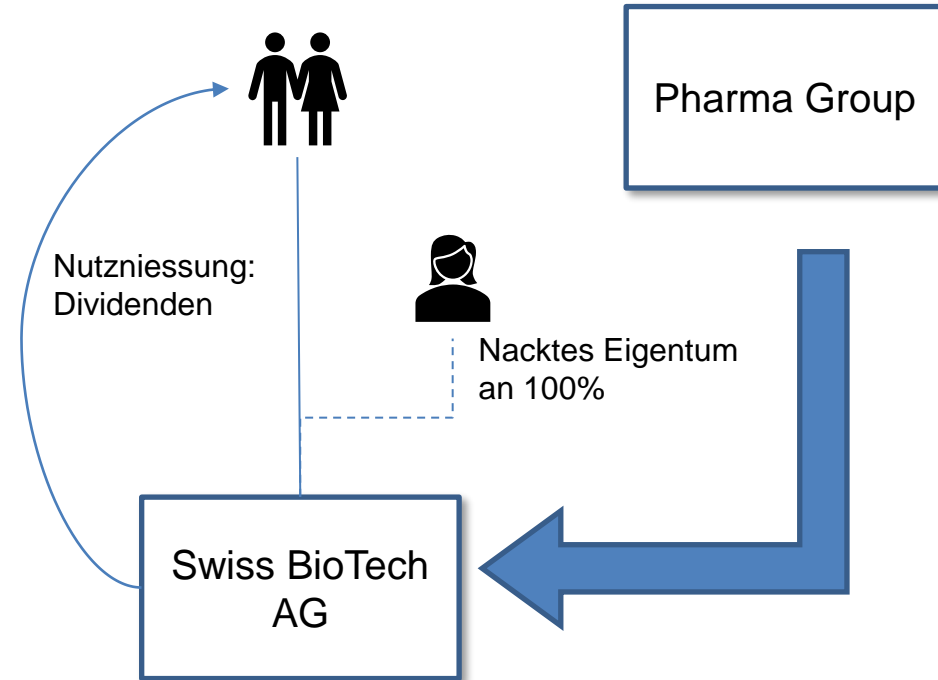 Pharma Group
Nutzniessung:
Dividenden
Nacktes Eigentum
an 100%
Swiss BioTech
AG